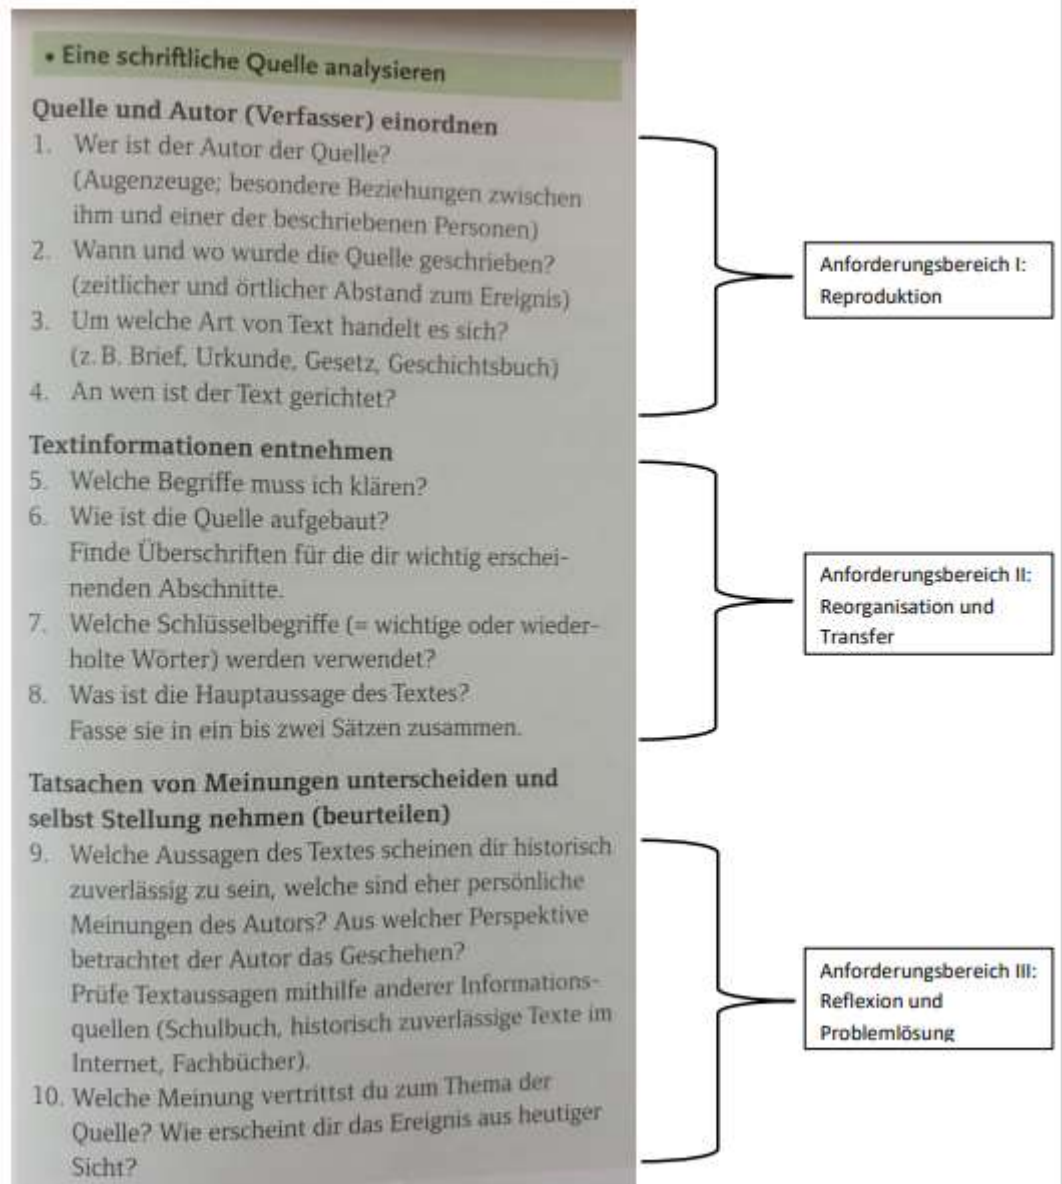 • Eine schriftliche Quelle analysieren
Quelle und Autor (Verfasser) einordnen
1. Wer ist der Autor der Quelle?
(Augenzeuge; besondere Beziehungen zwischen
ihm und einer der beschriebenen Personen)
2. Wann und wo wurde die Quelle geschrieben?
(zeitlicher und örtlicher Abstand zum Ereignis)
3. Um welche Art von Text handelt es sich?
(z. B. Brief, Urkunde, Gesetz, Geschichtsbuch)
4. An wen ist der Text gerichtet?
Anforderungsbereich I:
Reproduktion
Textinformationen entnehmen
5. Welche Begriffe muss ich klären?
6. Wie ist die Quelle aufgebaut?
Finde Überschriften für die dir wichtig erschei-
nenden Abschnitte.
7. Welche Schlüsselbegriffe (= wichtige oder wieder-
holte Wörter) werden verwendet?
8. Was ist die Hauptaussage des Textes?
Fasse sie in ein bis zwei Sätzen zusammen.
Anforderungsbereich II:
Reorganisation und
Transfer
Tatsachen von Meinungen unterscheiden und
selbst Stellung nehmen (beurteilen)
9. Welche Aussagen des Textes scheinen dir historisch
zuverlässig zu sein, welche sind eher persönliche
Meinungen des Autors? Aus welcher Perspektive
betrachtet der Autor das Geschehen?
Prüfe Textaussagen mithilfe anderer Informations-
quellen (Schulbuch, historisch zuverlässige Texte im
Internet, Fachbücher).
10. Welche Meinung vertrittst du zum Thema der
Quelle? Wie erscheint dir das Ereignis aus heutiger
Sicht?
Anforderungsbereich III:
Reflexion und
Problemlösung